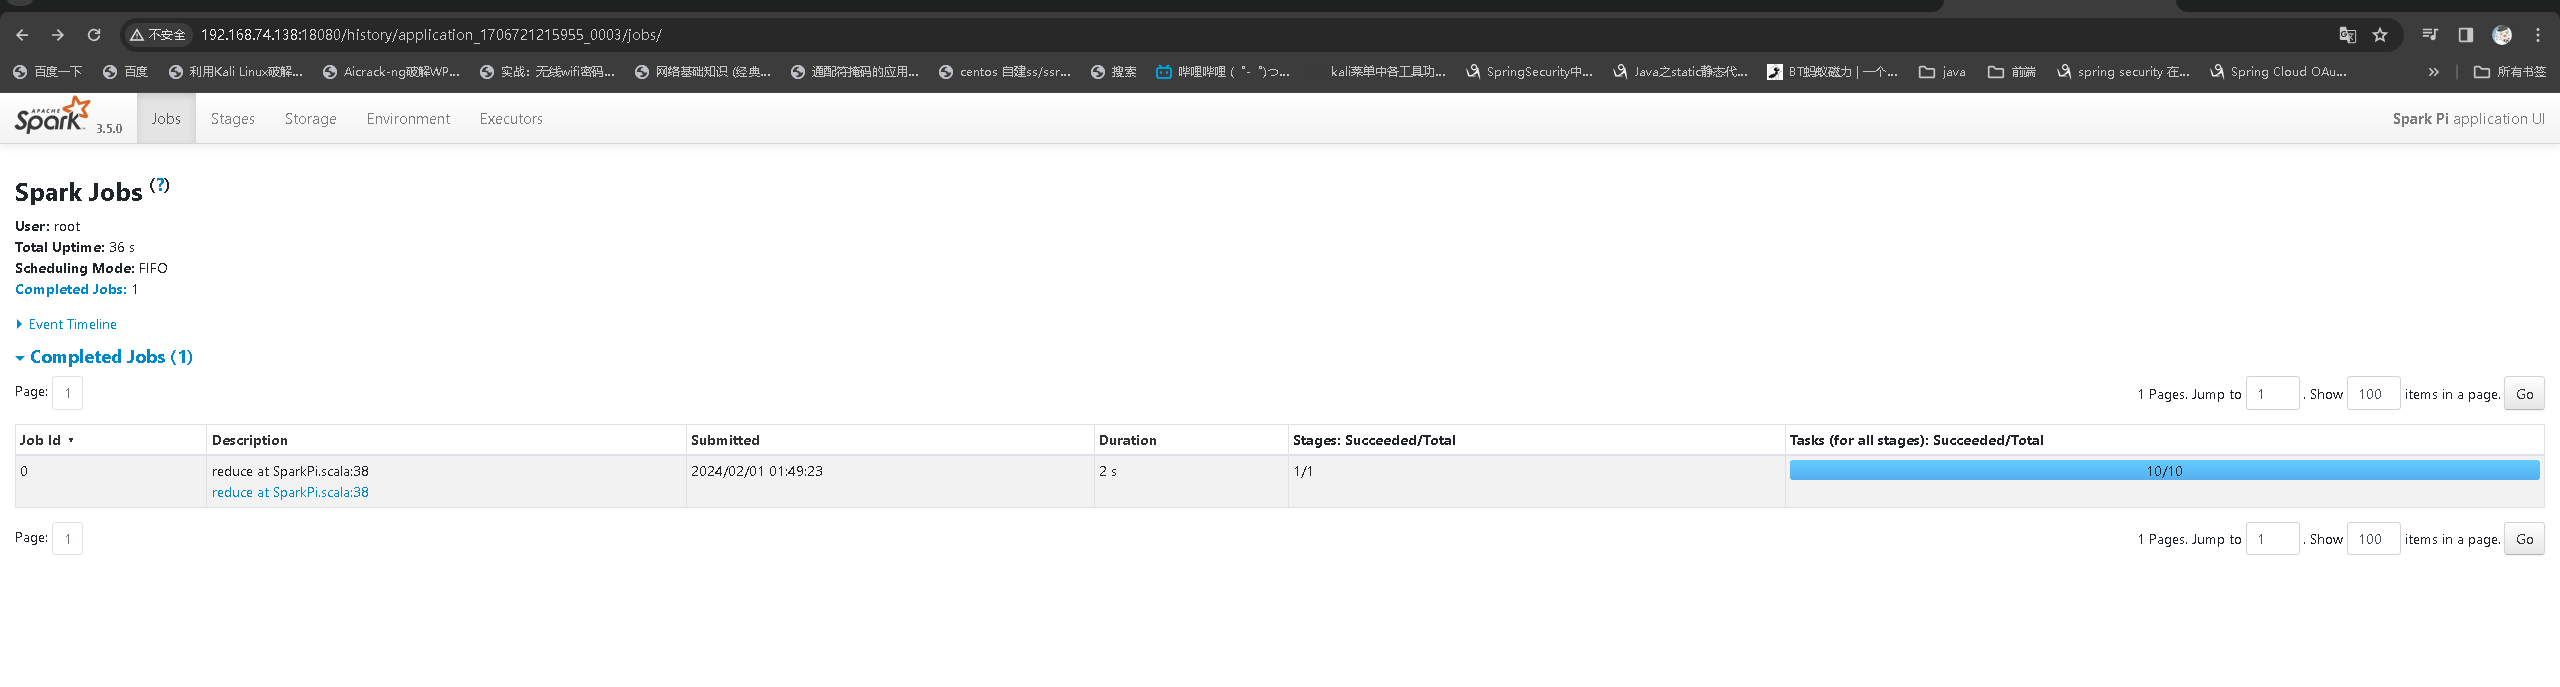 不安全 192.168.74.138:18080/history/application_1706721215955_0003/jobs/
百度一下 百度 利用Kali Linux破解... Aicrack-ng破解WP... 实战：无线wifi密码... 网络基础知识 (经典... 通配符掩码的应用... centos 自建ss/ssr... 搜索 哔哩哔哩 (゜-゜)つ... kali菜单中各工具功... SpringSecurity中... Java之static静态代... BT蚂蚁磁力 | 一个... java 前端 spring security 在... Spring Cloud OAu... » 所有书签
APACHE Spark 3.5.0 Jobs Stages Storage Environment Executors Spark Pi application UI
Spark Jobs (?)
User: root
Total Uptime: 36 s
Scheduling Mode: FIFO
Completed Jobs: 1
Event Timeline
Completed Jobs (1)
Page: 1 1 Pages. Jump to 1 . Show 100 items in a page. Go
Job Id ▾ Description Submitted Duration Stages: Succeeded/Total Tasks (for all stages): Succeeded/Total
0 reduce at SparkPi.scala:38 2024/02/01 01:49:23 2 s 1/1 10/10
reduce at SparkPi.scala:38
Page: 1 1 Pages. Jump to 1 . Show 100 items in a page. Go